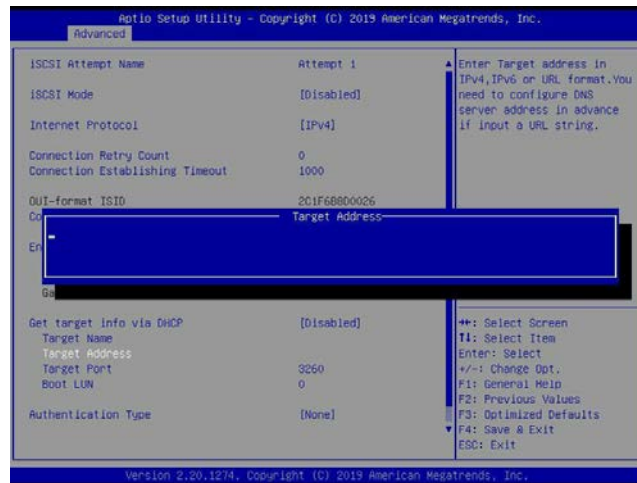 Aptio Setup Utility – Copyright (C) 2019 American Megatrends, Inc.
Advanced
iSCSI Attempt Name Attempt 1
iSCSI Mode [Disabled]
Internet Protocol [IPv4]
Connection Retry Count 0
Connection Establishing Timeout 1000
OUI-format ISID 2C1F6B8D0026
Co
Target Address
En
Ga
Get target info via DHCP [Disabled]
Target Name
Target Address
Target Port 3260
Boot LUN 0
Authentication Type [None]
Enter Target address in
IPv4,IPv6 or URL format.You
need to configure DNS
server address in advance
if input a URL string.
→←: Select Screen
↑↓: Select Item
Enter: Select
+/-: Change Opt.
F1: General Help
F2: Previous Values
F3: Optimized Defaults
F4: Save & Exit
ESC: Exit
Version 2.20.1274. Copyright (C) 2019 American Megatrends, Inc.